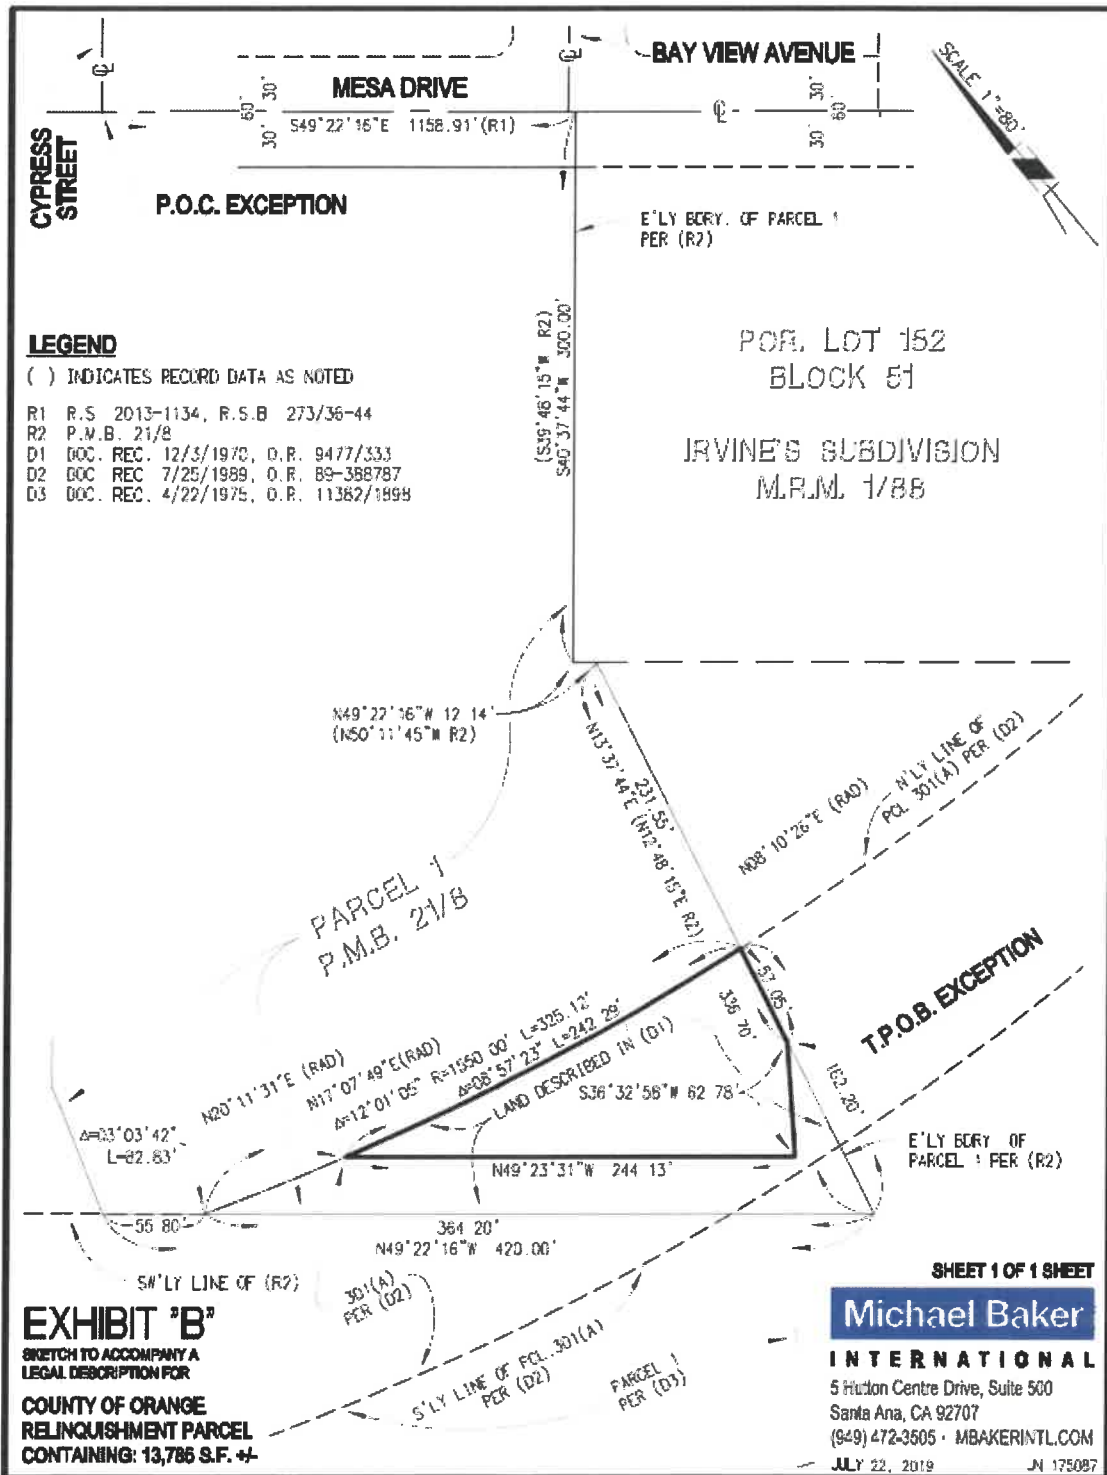 BAY VIEW AVENUE
MESA DRIVE
SCALE 1"=80'
60'
30'
30'
30'
30'
60'
S49°22'16"E 1158.91'(R1)
CYPRESS
STREET
P.O.C. EXCEPTION
E'LY BDRY. OF PARCEL 1
PER (R2)
(S39°48'15"W R2)
S40°37'44"W 300.00'
POR. LOT 152
BLOCK 51
IRVINE'S SUBDIVISION
M.R.M. 1/88
LEGEND
( ) INDICATES RECORD DATA AS NOTED
R1 R.S 2013-1134, R.S.B 273/36-44
R2 P.M.B. 21/8
D1 DOC. REC. 12/3/1970, O.R. 9477/333
D2 DOC REC 7/25/1989, O.R. 89-388787
D3 DOC. REC. 4/22/1975, O.R. 11382/1898
N49°22'16"W 12 14'
(N50°11'45"W R2)
231.55'
N13°37'44"E (N12°48'15"E R2)
N08°10'26"E (RAD)
N'LY LINE OF
PCL 301(A) PER (D2)
PARCEL 1
P.M.B. 21/8
57.05'
336 70'
T.P.O.B. EXCEPTION
162.20'
N20°11'31"E (RAD)
N17°07'49"E(RAD)
Δ=12°01'05" R=1550 00' L=325.12'
Δ=08°57'23" L=242 29'
LAND DESCRIBED IN (D1)
S36°32'56"W 62 78'
Δ=03°03'42"
L=82.83'
E'LY BDRY OF
PARCEL 1 PER (R2)
N49°23'31"W 244 13'
55 80'
364 20'
N49°22'16"W 420.00'
SW'LY LINE OF (R2)
301(A)
PER (D2)
S'LY LINE OF PCL.301(A)
PER (D2)
PARCEL 1
PER (D3)
EXHIBIT "B"
SKETCH TO ACCOMPANY A
LEGAL DESCRIPTION FOR
COUNTY OF ORANGE
RELINQUISHMENT PARCEL
CONTAINING: 13,786 S.F. +/-
SHEET 1 OF 1 SHEET
Michael Baker
INTERNATIONAL
5 Hutton Centre Drive, Suite 500
Santa Ana, CA 92707
(949) 472-3505 · MBAKERINTL.COM
JULY 22, 2019 JN 175087